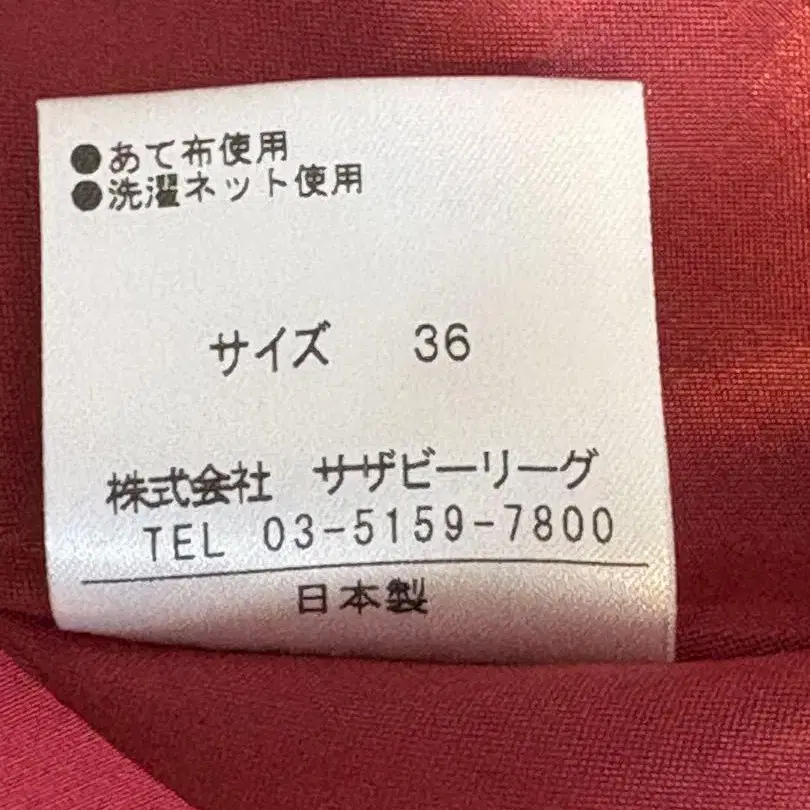 ●あて布使用
●洗濯ネット使用
サイズ 36
株式会社 サザビーリーグ
TEL 03-5159-7800
日本製